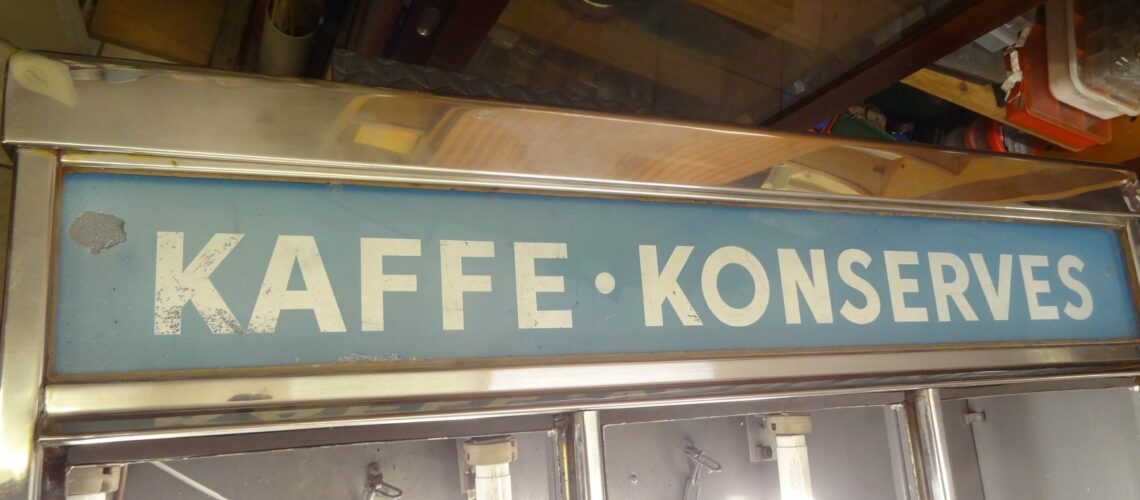 KAFFE · KONSERVES